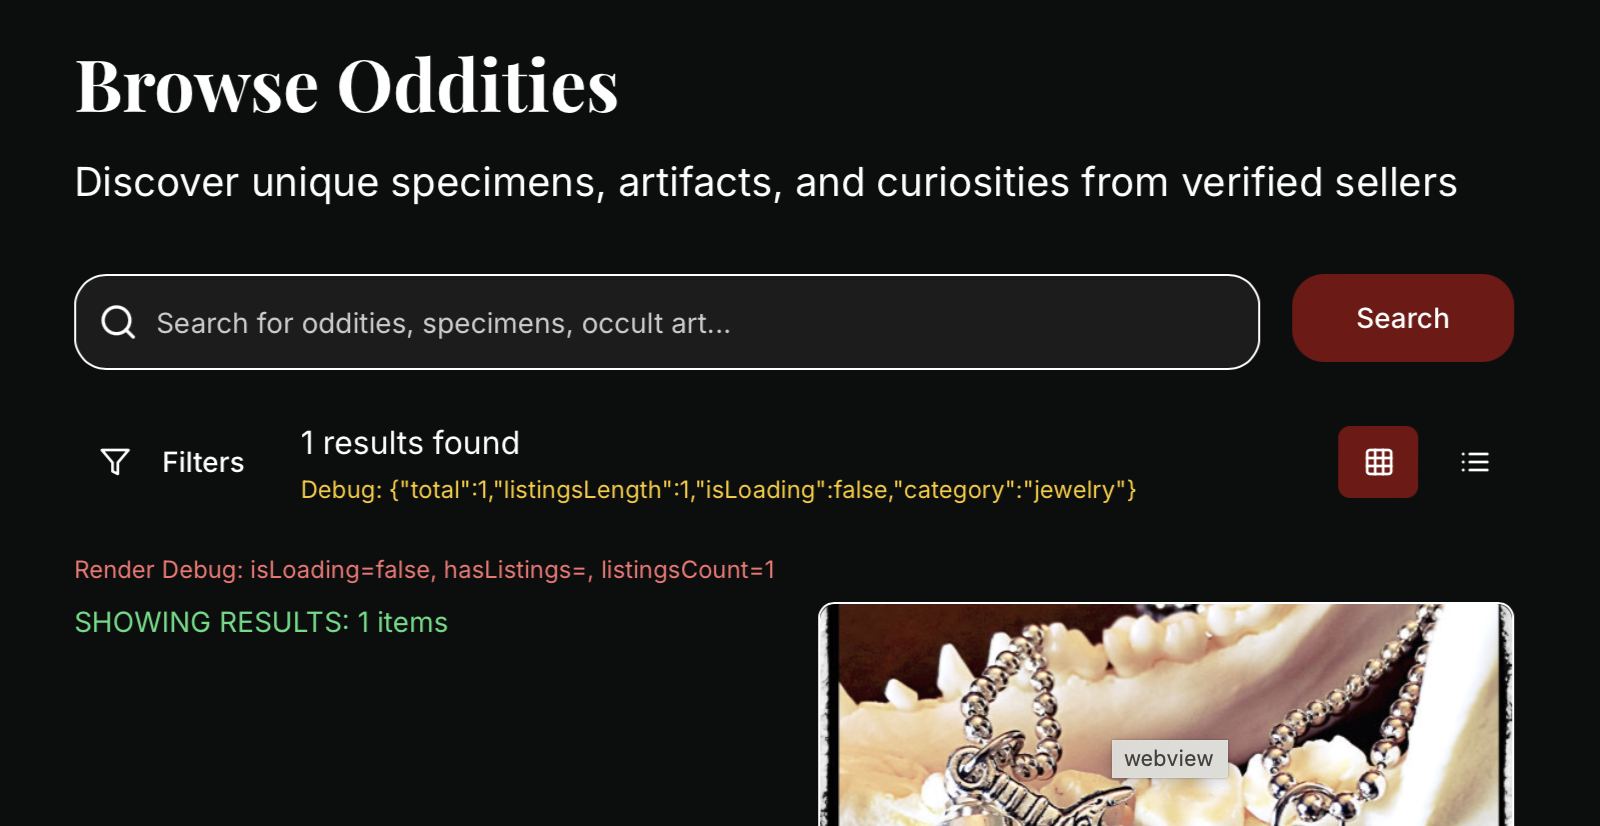 Browse Oddities
Discover unique specimens, artifacts, and curiosities from verified sellers
Search for oddities, specimens, occult art...
Search
Filters
1 results found
Debug: {"total":1,"listingsLength":1,"isLoading":false,"category":"jewelry"}
Render Debug: isLoading=false, hasListings=, listingsCount=1
SHOWING RESULTS: 1 items
webview